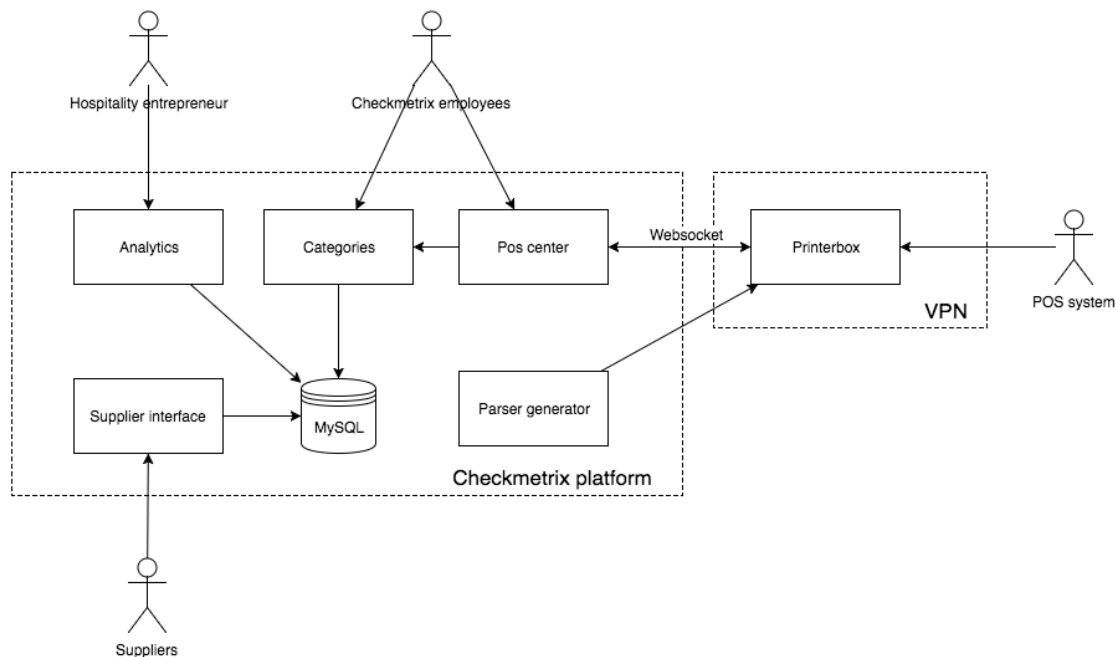 Hospitality entrepreneur
Checkmetrix employees
Analytics
Categories
Pos center
Websocket
Printerbox
VPN
POS system
Supplier interface
MySQL
Parser generator
Checkmetrix platform
Suppliers